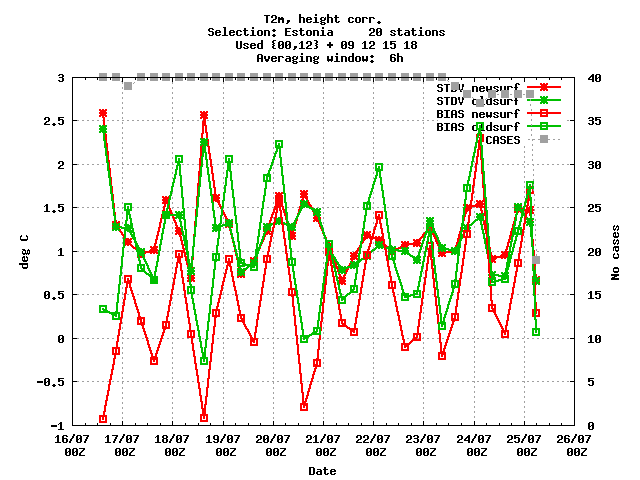 T2m, height corr.
Selection: Estonia 20 stations
Used {00,12} + 09 12 15 18
Averaging window: 6h
STDV newsurf
STDV oldsurf
BIAS newsurf
BIAS oldsurf
CASES
3
2.5
2
1.5
1
0.5
0
-0.5
-1
40
35
30
25
20
15
10
5
0
deg C
No cases
16/07 17/07 18/07 19/07 20/07 21/07 22/07 23/07 24/07 25/07 26/07
00Z 00Z 00Z 00Z 00Z 00Z 00Z 00Z 00Z 00Z 00Z
Date